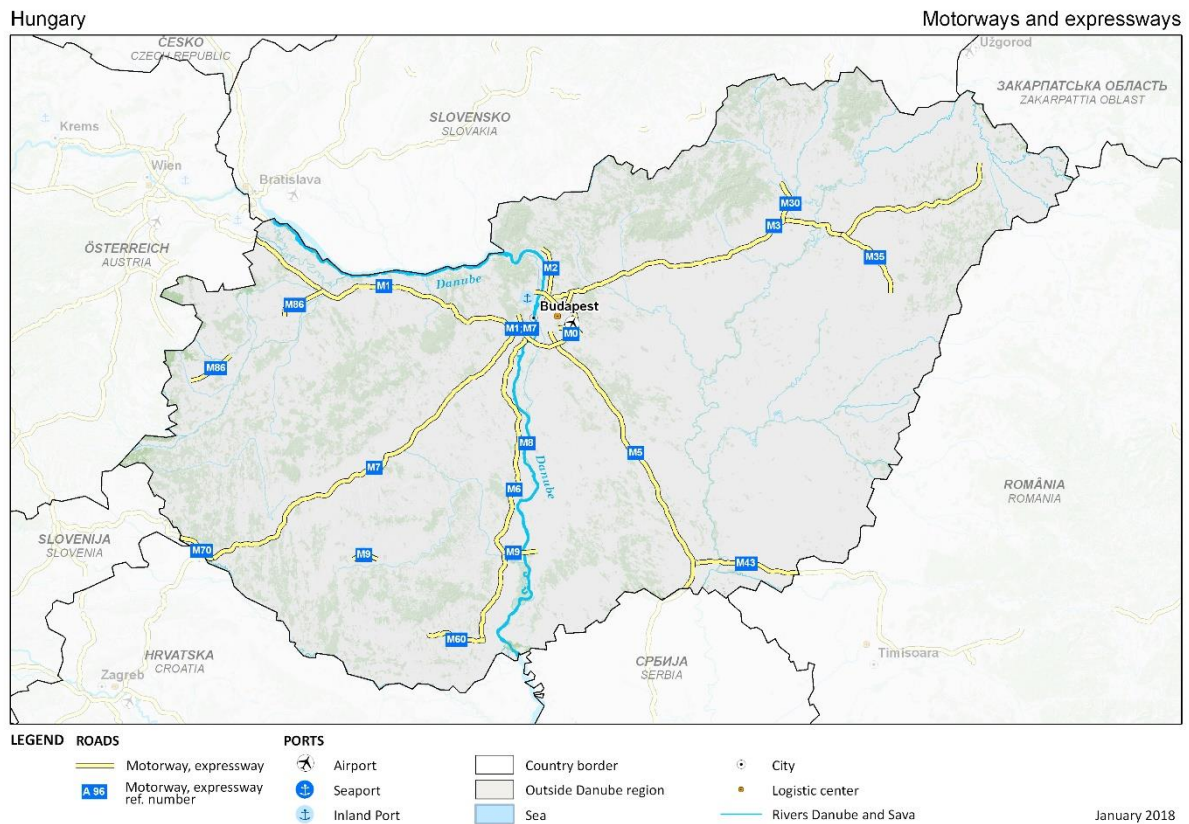 Hungary
Motorways and expressways
ČESKO
CZECH REPUBLIC
Užgorod
ЗАКАРПАТСЬКА ОБЛАСТЬ
ZAKARPATTIA OBLAST
SLOVENSKO
SLOVAKIA
Krems
Wien
Bratislava
M30
M3
ÖSTERREICH
AUSTRIA
M35
M2
Danube
M1
M86
Budapest
M1;M7
M0
M86
M8
M5
M7
Danube
M6
ROMÂNIA
ROMANIA
SLOVENIJA
SLOVENIA
M70
M9
M9
M43
M60
HRVATSKA
CROATIA
СРБИЈА
SERBIA
Timisoara
Zagreb
LEGEND
ROADS
Motorway, expressway
A 96
Motorway, expressway
ref. number
PORTS
Airport
Seaport
Inland Port
Country border
Outside Danube region
Sea
City
Logistic center
Rivers Danube and Sava
January 2018